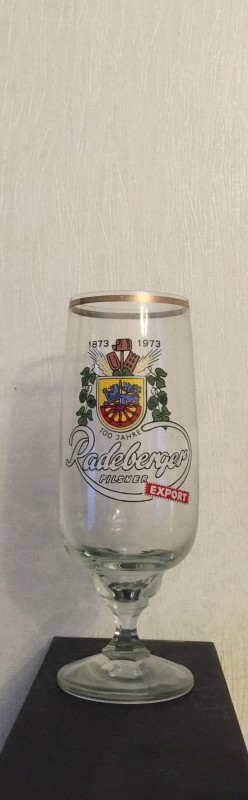 1873 1973
100 JAHRE
Radeberger
PILSNER
EXPORT